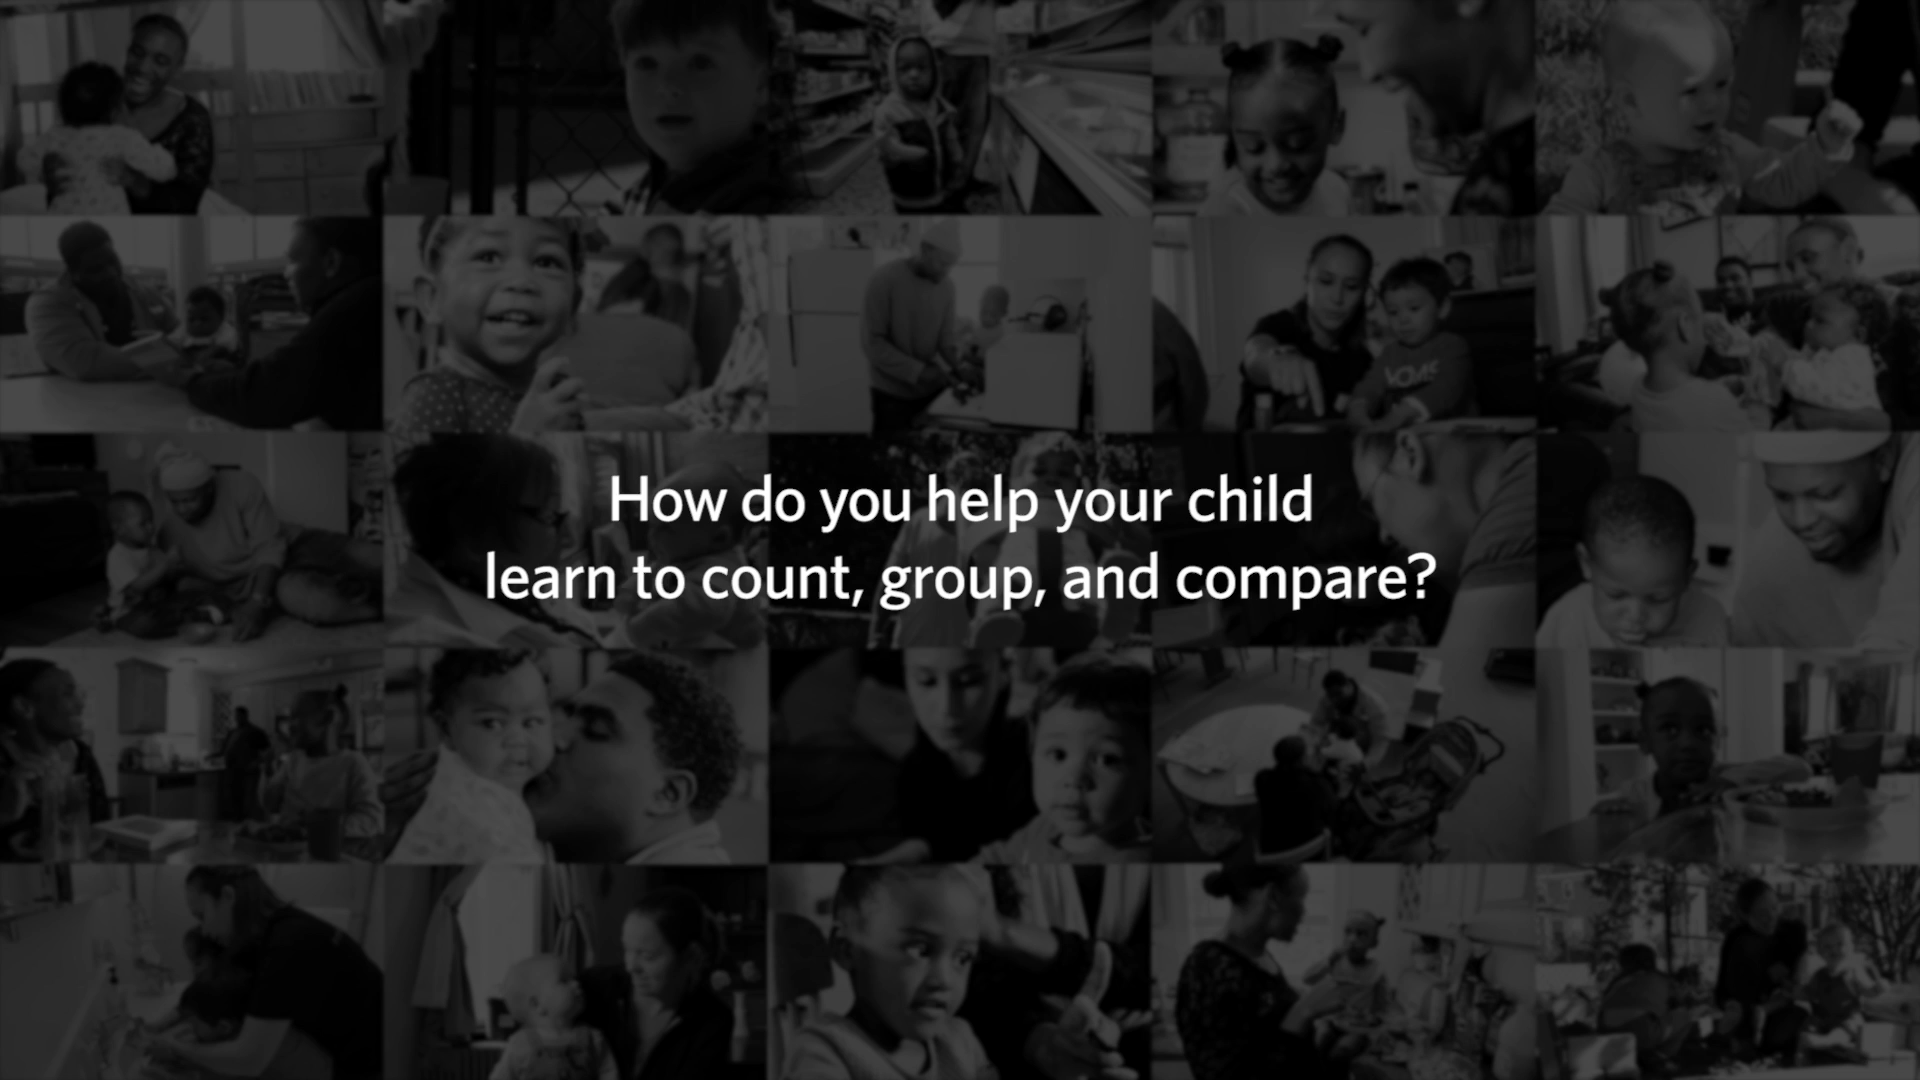 How do you help your child
learn to count, group, and compare?